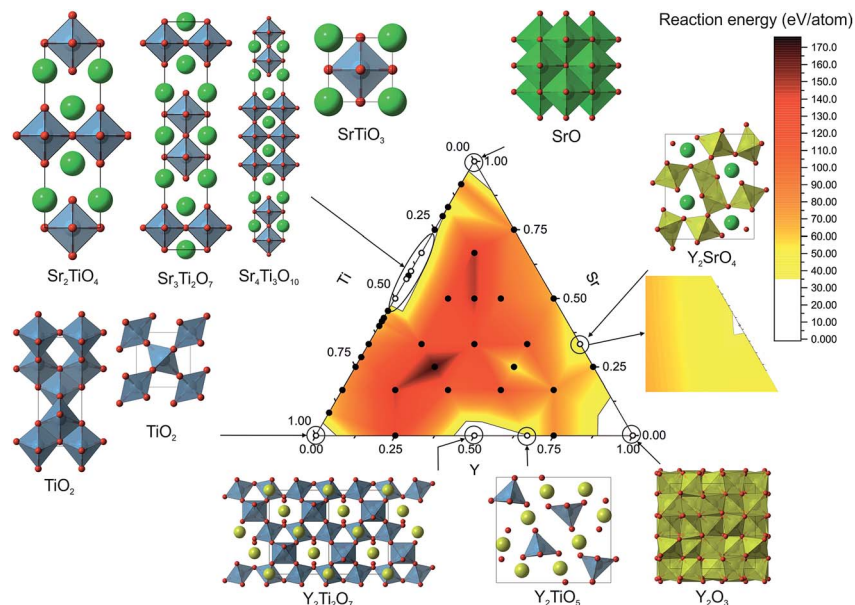 Reaction energy (eV/atom)
170.0
160.0
150.0
140.0
130.0
120.0
110.0
100.0
90.00
80.00
70.00
60.00
50.00
40.00
30.00
20.00
10.00
0.000
SrTiO3
SrO
Sr2TiO4
Sr3Ti2O7
Sr4Ti3O10
Y2SrO4
0.00
1.00
0.25
0.75
Ti
Sr
0.50
0.50
0.75
0.25
1.00
0.00
0.00
0.25
0.50
0.75
1.00
Y
TiO2
TiO2
Y2Ti2O7
Y2TiO5
Y2O3